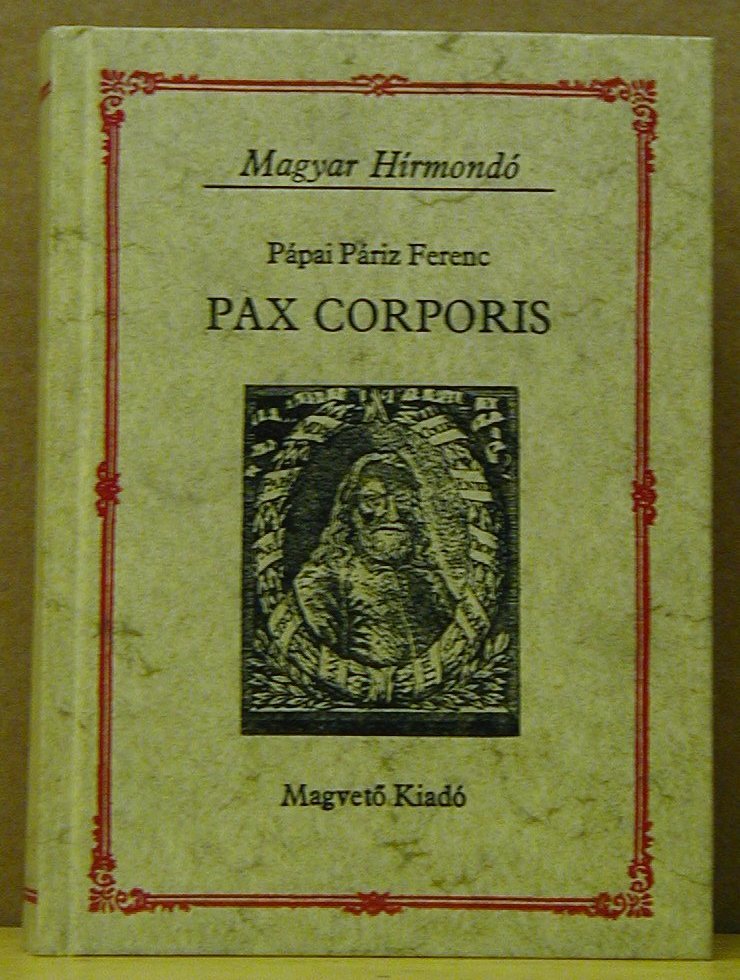 Magyar Hírmondó
Pápai Páriz Ferenc
PAX CORPORIS
Magvető Kiadó